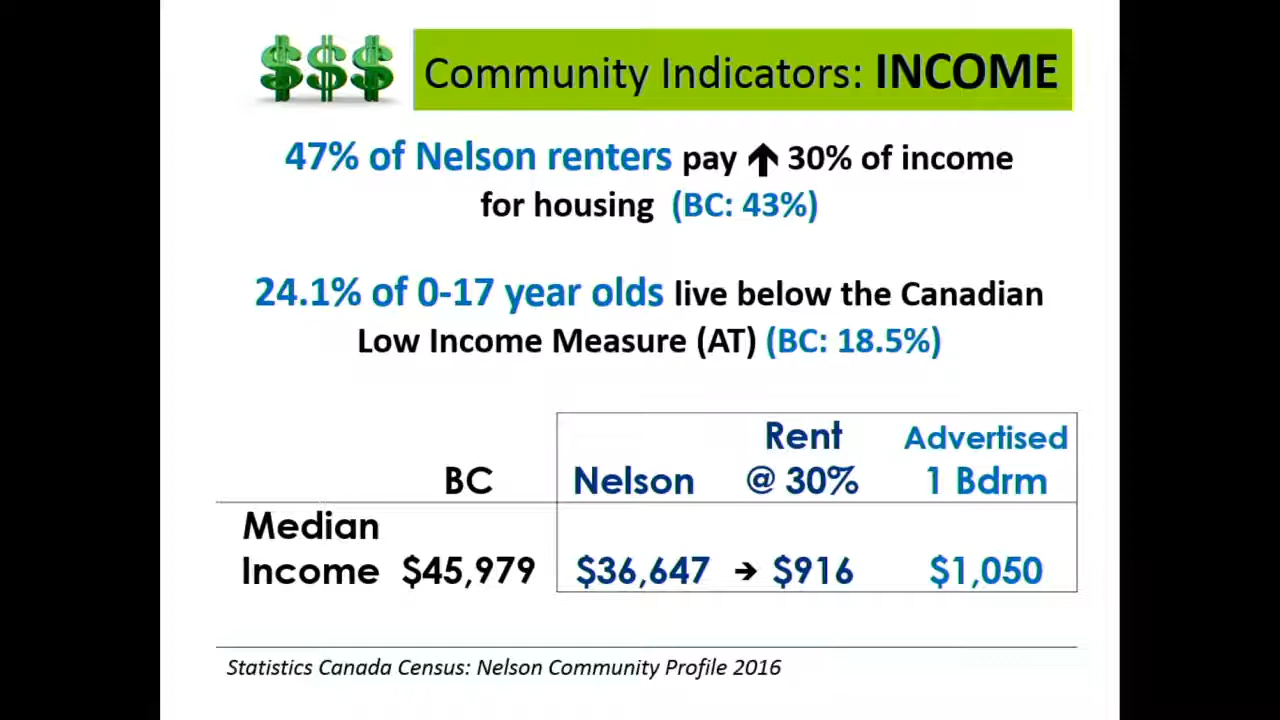 $$$ Community Indicators: INCOME
47% of Nelson renters pay ↑ 30% of income
for housing (BC: 43%)
24.1% of 0-17 year olds live below the Canadian
Low Income Measure (AT) (BC: 18.5%)
Rent Advertised
BC Nelson @ 30% 1 Bdrm
Median
Income $45,979 $36,647 → $916 $1,050
Statistics Canada Census: Nelson Community Profile 2016